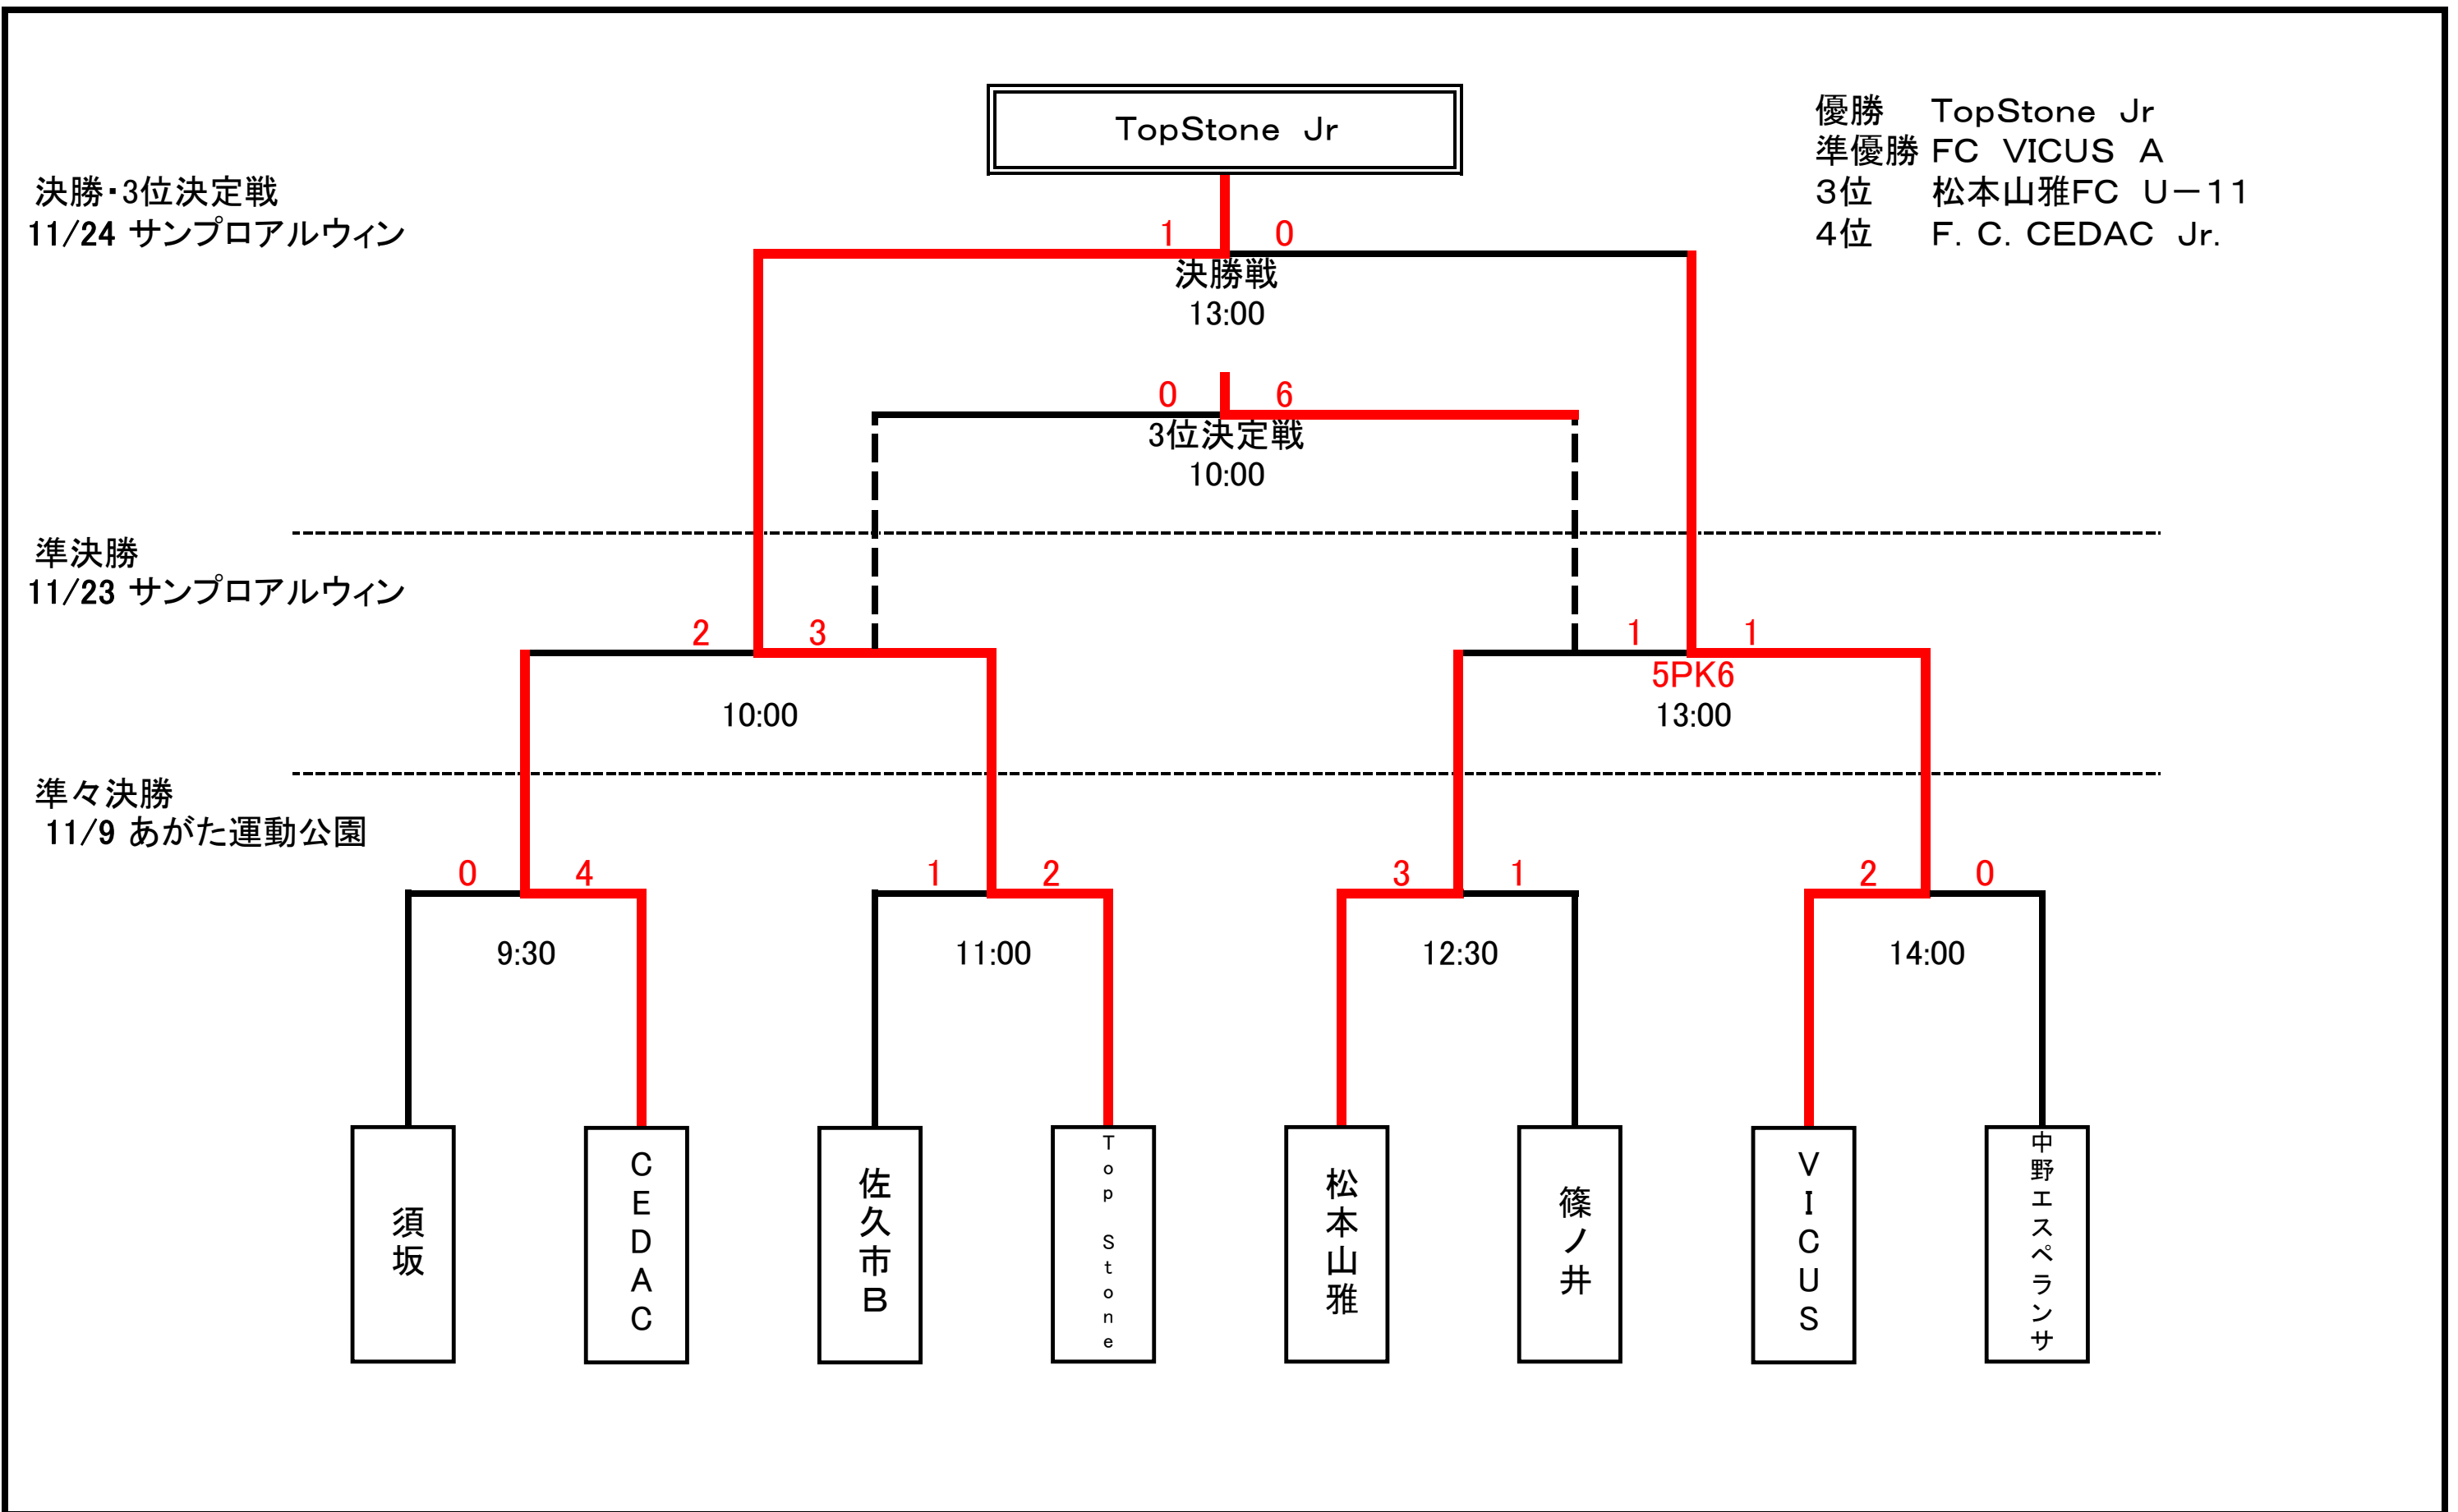 TopStone　Jr
優勝　TopStone　Jr
準優勝 FC　VICUS　A
３位　松本山雅FC　U－11
４位　F．C．CEDAC　Jr．
決勝・3位決定戦
11/24 サンプロアルウィン
1　0
決勝戦
13:00
0　6
3位決定戦
10:00
準決勝
11/23 サンプロアルウィン
2　3　1　1
5PK6
10:00　13:00
準々決勝
11/9 あがた運動公園
0　4　1　2　3　1　2　0
9:30　11:00　12:30　14:00
須坂
CEDAC
佐久市B
Top　Stone
松本山雅
篠ノ井
VICUS
中野エスペランサ